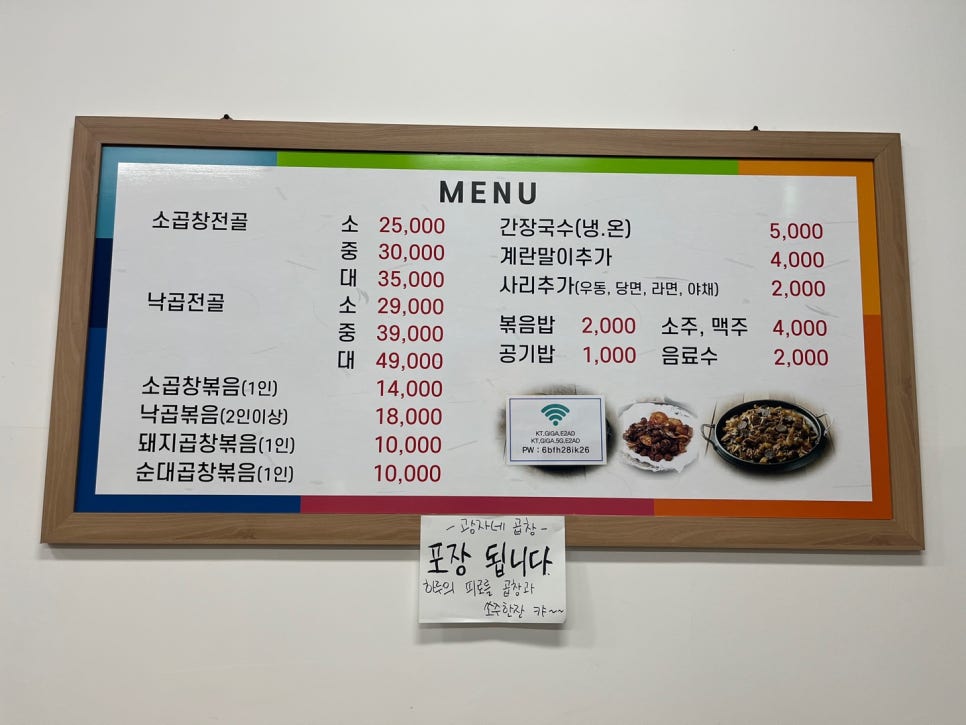 MENU
소곱창전골 소 25,000
중 30,000
대 35,000
낙곱전골 소 29,000
중 39,000
대 49,000
소곱창볶음(1인) 14,000
낙곱볶음(2인이상) 18,000
돼지곱창볶음(1인) 10,000
순대곱창볶음(1인) 10,000
간장국수(냉.온) 5,000
계란말이추가 4,000
사리추가(우동, 당면, 라면, 야채) 2,000
볶음밥 2,000 소주, 맥주 4,000
공기밥 1,000 음료수 2,000
KT_GIGA_E2AD
KT_GIGA_5G_E2AD
PW : 6bfh28ik26
- 광자네 곱창 -
포장 됩니다.
하루의 피로를 곱창과
쏘주한잔 캬~~